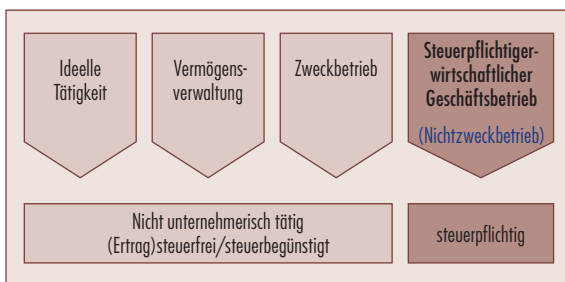 Ideelle
Tätigkeit
Vermögens-
verwaltung
Zweckbetrieb
Steuerpflichtiger-
wirtschaftlicher
Geschäftsbetrieb
(Nichtzweckbetrieb)
Nicht unternehmerisch tätig
(Ertrag)steuerfrei/steuerbegünstigt
steuerpflichtig